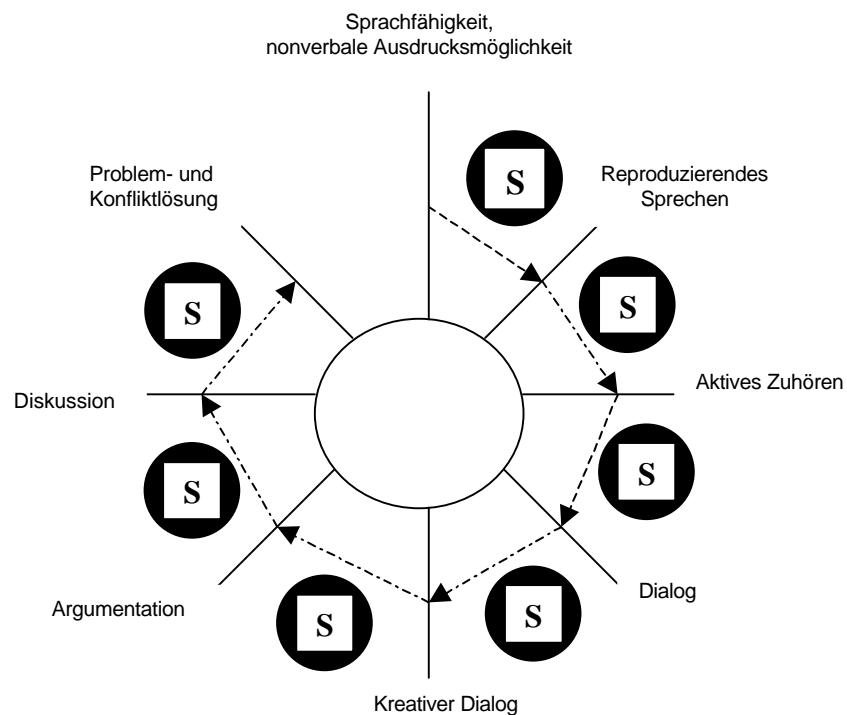 Sprachfähigkeit,
nonverbale Ausdrucksmöglichkeit
S
Reproduzierendes
Sprechen
S
Aktives Zuhören
S
Dialog
S
Kreativer Dialog
S
Argumentation
S
Diskussion
S
Problem- und
Konfliktlösung